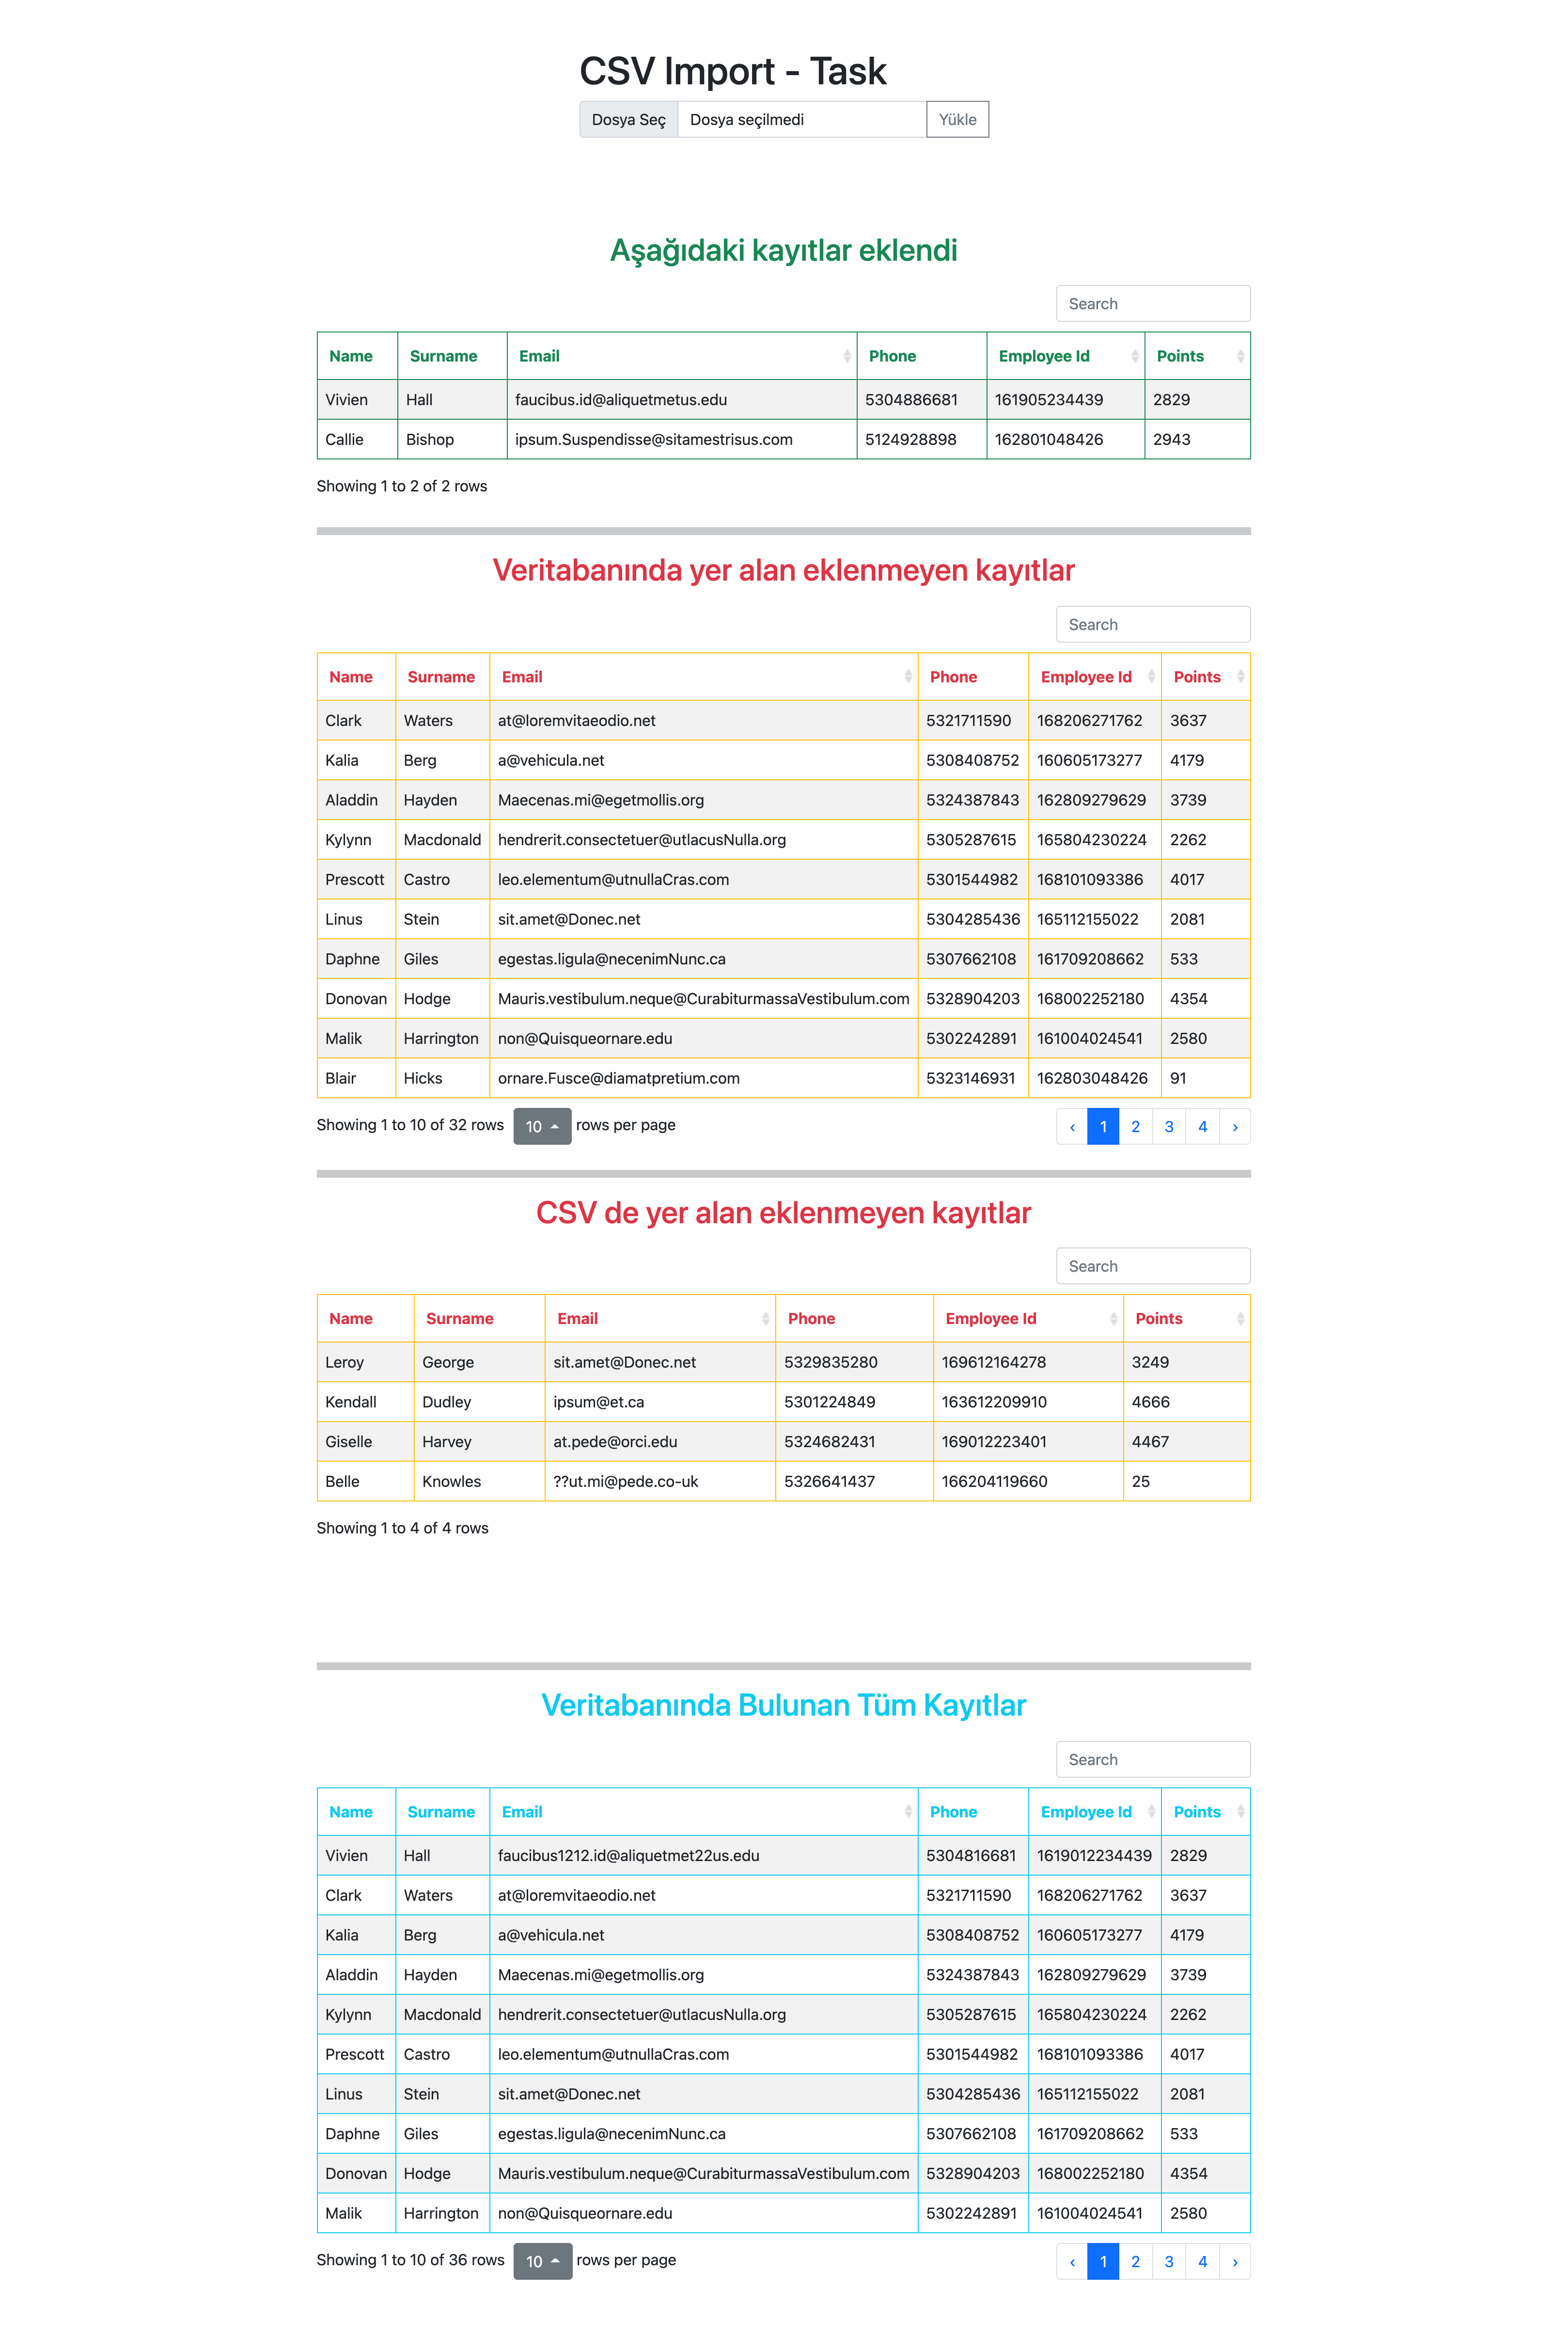 CSV Import - Task
Dosya Seç Dosya seçilmedi Yükle
Aşağıdaki kayıtlar eklendi
Search
Name Surname Email Phone Employee Id Points
Vivien Hall faucibus.id@aliquetmetus.edu 5304886681 161905234439 2829
Callie Bishop ipsum.Suspendisse@sitamestrisus.com 5124928898 162801048426 2943
Showing 1 to 2 of 2 rows
Veritabanında yer alan eklenmeyen kayıtlar
Search
Name Surname Email Phone Employee Id Points
Clark Waters at@loremvitaeodio.net 5321711590 168206271762 3637
Kalia Berg a@vehicula.net 5308408752 160605173277 4179
Aladdin Hayden Maecenas.mi@egetmollis.org 5324387843 162809279629 3739
Kylynn Macdonald hendrerit.consectetuer@utlacusNulla.org 5305287615 165804230224 2262
Prescott Castro leo.elementum@utnullaCras.com 5301544982 168101093386 4017
Linus Stein sit.amet@Donec.net 5304285436 165112155022 2081
Daphne Giles egestas.ligula@necenimNunc.ca 5307662108 161709208662 533
Donovan Hodge Mauris.vestibulum.neque@CurabiturmassaVestibulum.com 5328904203 168002252180 4354
Malik Harrington non@Quisqueornare.edu 5302242891 161004024541 2580
Blair Hicks ornare.Fusce@diamatpretium.com 5323146931 162803048426 91
Showing 1 to 10 of 32 rows 10 rows per page ‹ 1 2 3 4 ›
CSV de yer alan eklenmeyen kayıtlar
Search
Name Surname Email Phone Employee Id Points
Leroy George sit.amet@Donec.net 5329835280 169612164278 3249
Kendall Dudley ipsum@et.ca 5301224849 163612209910 4666
Giselle Harvey at.pede@orci.edu 5324682431 169012223401 4467
Belle Knowles ??ut.mi@pede.co-uk 5326641437 166204119660 25
Showing 1 to 4 of 4 rows
Veritabanında Bulunan Tüm Kayıtlar
Search
Name Surname Email Phone Employee Id Points
Vivien Hall faucibus1212.id@aliquetmet22us.edu 5304816681 1619012234439 2829
Clark Waters at@loremvitaeodio.net 5321711590 168206271762 3637
Kalia Berg a@vehicula.net 5308408752 160605173277 4179
Aladdin Hayden Maecenas.mi@egetmollis.org 5324387843 162809279629 3739
Kylynn Macdonald hendrerit.consectetuer@utlacusNulla.org 5305287615 165804230224 2262
Prescott Castro leo.elementum@utnullaCras.com 5301544982 168101093386 4017
Linus Stein sit.amet@Donec.net 5304285436 165112155022 2081
Daphne Giles egestas.ligula@necenimNunc.ca 5307662108 161709208662 533
Donovan Hodge Mauris.vestibulum.neque@CurabiturmassaVestibulum.com 5328904203 168002252180 4354
Malik Harrington non@Quisqueornare.edu 5302242891 161004024541 2580
Showing 1 to 10 of 36 rows 10 rows per page ‹ 1 2 3 4 ›